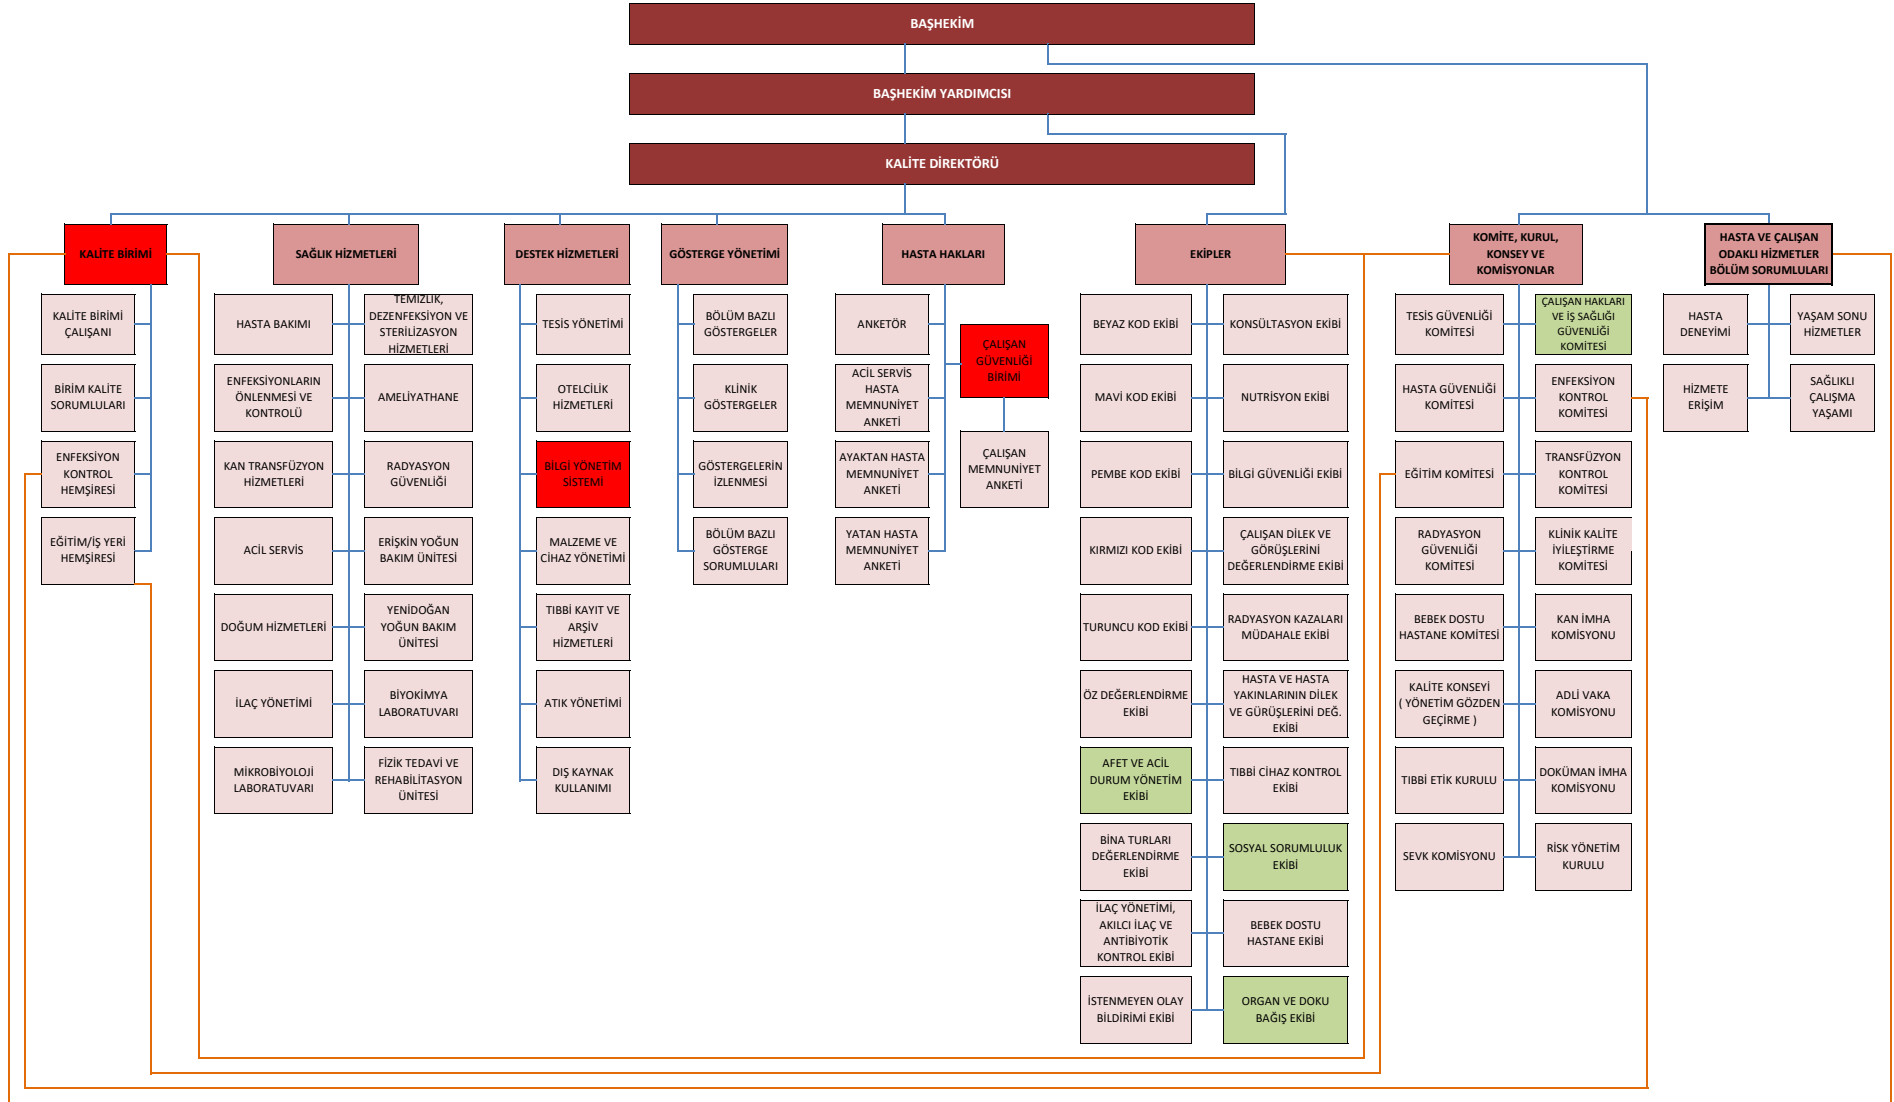 BAŞHEKİM
BAŞHEKİM YARDIMCISI
KALİTE DİREKTÖRÜ
KALİTE BİRİMİ
KALİTE BİRİMİ
ÇALIŞANI
BİRİM KALİTE
SORUMLULARI
ENFEKSİYON
KONTROL
HEMŞİRESİ
EĞİTİM/İŞ YERİ
HEMŞİRESİ
SAĞLIK HİZMETLERİ
HASTA BAKIMI
TEMİZLİK,
DEZENFEKSİYON VE
STERİLİZASYON
HİZMETLERİ
ENFEKSİYONLARIN
ÖNLENMESİ VE
KONTROLÜ
AMELİYATHANE
KAN TRANSFÜZYON
HİZMETLERİ
RADYASYON
GÜVENLİĞİ
ACİL SERVİS
ERİŞKİN YOĞUN
BAKIM ÜNİTESİ
DOĞUM HİZMETLERİ
YENİDOĞAN
YOĞUN BAKIM
ÜNİTESİ
İLAÇ YÖNETİMİ
BİYOKİMYA
LABORATUVARI
MİKROBİYOLOJİ
LABORATUVARI
FİZİK TEDAVİ VE
REHABİLİTASYON
ÜNİTESİ
DESTEK HİZMETLERİ
TESİS YÖNETİMİ
OTELCİLİK
HİZMETLERİ
BİLGİ YÖNETİM
SİSTEMİ
MALZEME VE
CİHAZ YÖNETİMİ
TIBBİ KAYIT VE
ARŞİV
HİZMETLERİ
ATIK YÖNETİMİ
DIŞ KAYNAK
KULLANIMI
GÖSTERGE YÖNETİMİ
BÖLÜM BAZLI
GÖSTERGELER
KLİNİK
GÖSTERGELER
GÖSTERGELERİN
İZLENMESİ
BÖLÜM BAZLI
GÖSTERGE
SORUMLULARI
HASTA HAKLARI
ANKETÖR
ACİL SERVİS
HASTA
MEMNUNİYET
ANKETİ
AYAKTAN HASTA
MEMNUNİYET
ANKETİ
YATAN HASTA
MEMNUNİYET
ANKETİ
ÇALIŞAN
GÜVENLİĞİ
BİRİMİ
ÇALIŞAN
MEMNUNİYET
ANKETİ
EKİPLER
BEYAZ KOD EKİBİ
KONSÜLTASYON EKİBİ
MAVİ KOD EKİBİ
NUTRİSYON EKİBİ
PEMBE KOD EKİBİ
BİLGİ GÜVENLİĞİ EKİBİ
KIRMIZI KOD EKİBİ
ÇALIŞAN DİLEK VE
GÖRÜŞLERİNİ
DEĞERLENDİRME EKİBİ
TURUNCU KOD EKİBİ
RADYASYON KAZALARI
MÜDAHALE EKİBİ
ÖZ DEĞERLENDİRME
EKİBİ
HASTA VE HASTA
YAKINLARININ DİLEK
VE GÜRÜŞLERİNİ DEĞ.
EKİBİ
AFET VE ACİL
DURUM YÖNETİM
EKİBİ
TIBBİ CİHAZ KONTROL
EKİBİ
BİNA TURLARI
DEĞERLENDİRME
EKİBİ
SOSYAL SORUMLULUK
EKİBİ
İLAÇ YÖNETİMİ,
AKILCI İLAÇ VE
ANTİBİYOTİK
KONTROL EKİBİ
BEBEK DOSTU
HASTANE EKİBİ
İSTENMEYEN OLAY
BİLDİRİMİ EKİBİ
ORGAN VE DOKU
BAĞIŞ EKİBİ
KOMİTE, KURUL,
KONSEY VE
KOMİSYONLAR
TESİS GÜVENLİĞİ
KOMİTESİ
ÇALIŞAN HAKLARI
VE İŞ SAĞLIĞI
GÜVENLİĞİ
KOMİTESİ
HASTA GÜVENLİĞİ
KOMİTESİ
ENFEKSİYON
KONTROL
KOMİTESİ
EĞİTİM KOMİTESİ
TRANSFÜZYON
KONTROL
KOMİTESİ
RADYASYON
GÜVENLİĞİ
KOMİTESİ
KLİNİK KALİTE
İYİLEŞTİRME
KOMİTESİ
BEBEK DOSTU
HASTANE KOMİTESİ
KAN İMHA
KOMİSYONU
KALİTE KONSEYİ
( YÖNETİM GÖZDEN
GEÇİRME )
ADLİ VAKA
KOMİSYONU
TIBBİ ETİK KURULU
DOKÜMAN İMHA
KOMİSYONU
SEVK KOMİSYONU
RİSK YÖNETİM
KURULU
HASTA VE ÇALIŞAN
ODAKLI HİZMETLER
BÖLÜM SORUMLULARI
HASTA
DENEYİMİ
YAŞAM SONU
HİZMETLER
HİZMETE
ERİŞİM
SAĞLIKLI
ÇALIŞMA
YAŞAMI